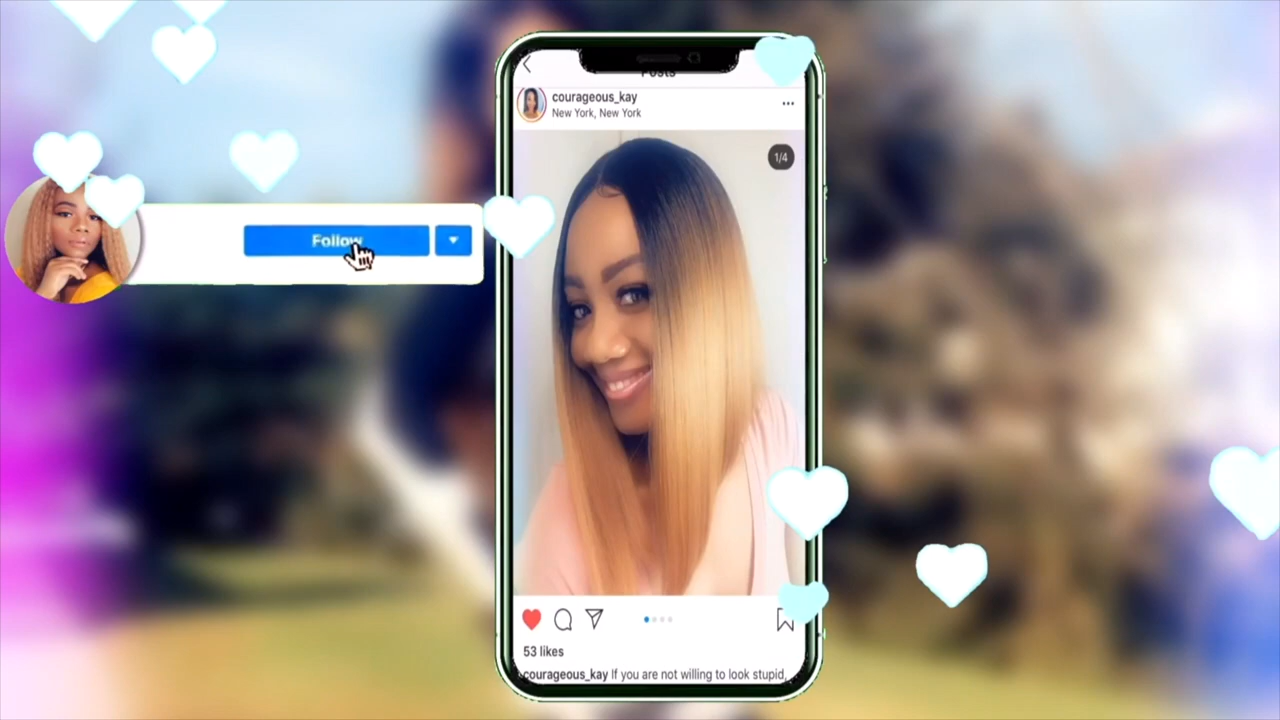 Posts
courageous_kay
New York, New York
1/4
Follow
53 likes
courageous_kay If you are not willing to look stupid,